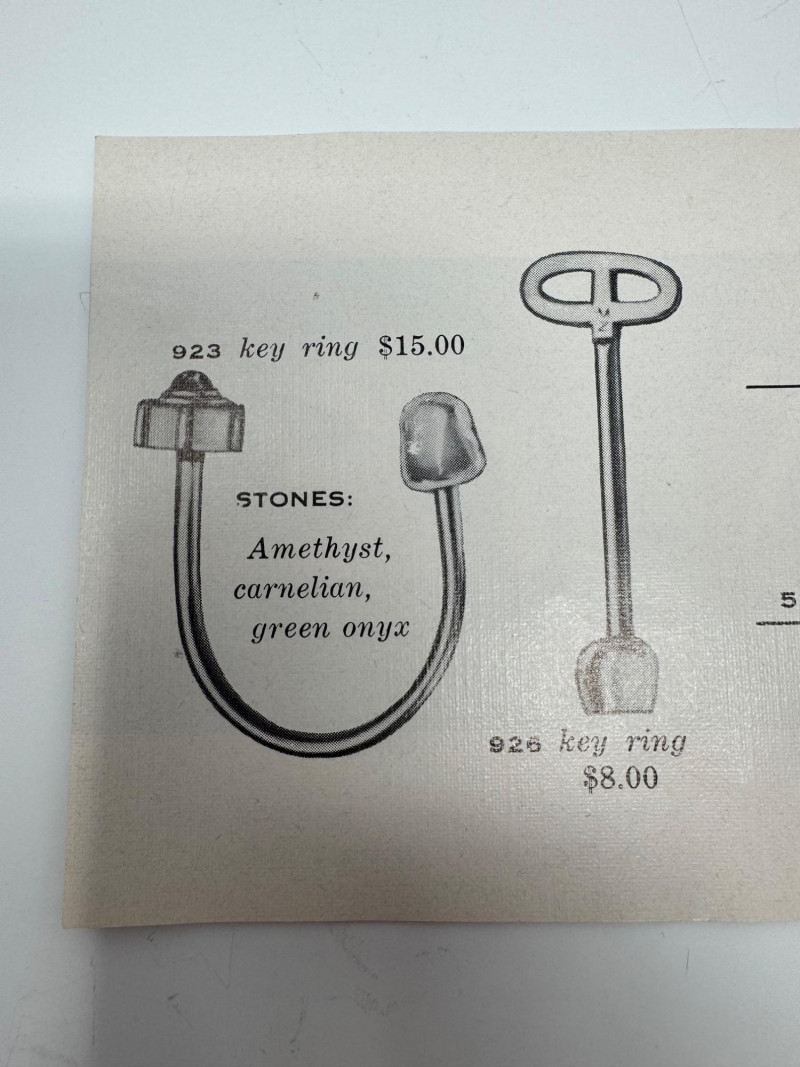 923 key ring $15.00
STONES:
Amethyst,
carnelian,
green onyx
926 key ring
$8.00
5